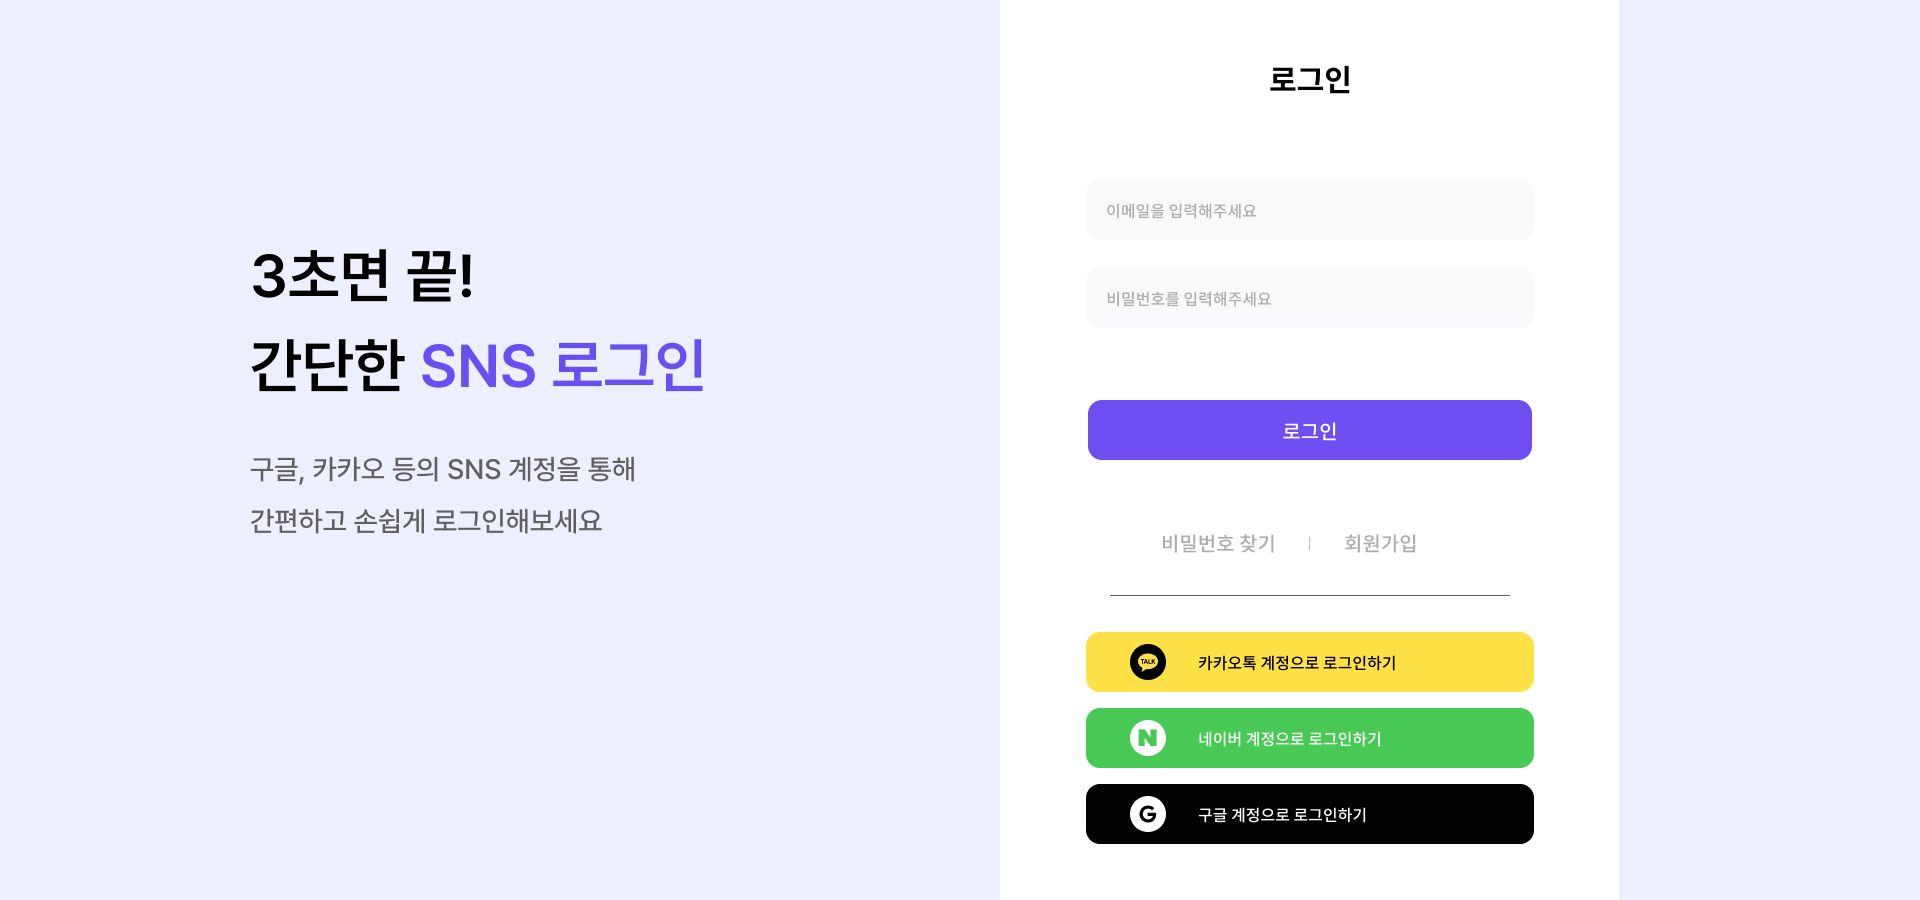 3초면 끝!
간단한 SNS 로그인
구글, 카카오 등의 SNS 계정을 통해
간편하고 손쉽게 로그인해보세요
로그인
이메일을 입력해주세요
비밀번호를 입력해주세요
로그인
비밀번호 찾기 | 회원가입
TALK 카카오톡 계정으로 로그인하기
N 네이버 계정으로 로그인하기
G 구글 계정으로 로그인하기